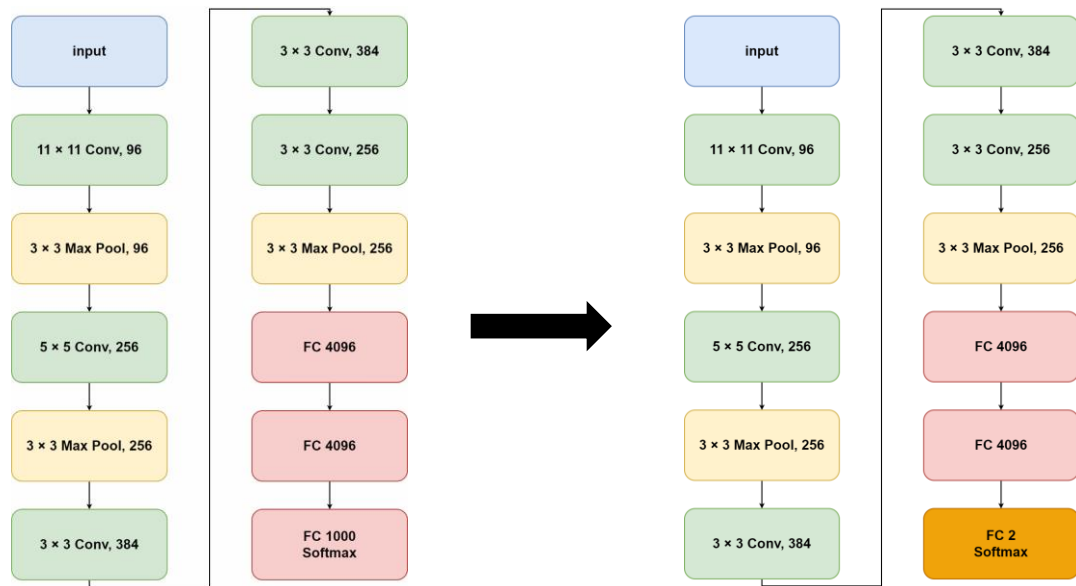 input
11 × 11 Conv, 96
3 × 3 Max Pool, 96
5 × 5 Conv, 256
3 × 3 Max Pool, 256
3 × 3 Conv, 384
3 × 3 Conv, 384
3 × 3 Conv, 256
3 × 3 Max Pool, 256
FC 4096
FC 4096
FC 1000
Softmax
input
11 × 11 Conv, 96
3 × 3 Max Pool, 96
5 × 5 Conv, 256
3 × 3 Max Pool, 256
3 × 3 Conv, 384
3 × 3 Conv, 384
3 × 3 Conv, 256
3 × 3 Max Pool, 256
FC 4096
FC 4096
FC 2
Softmax